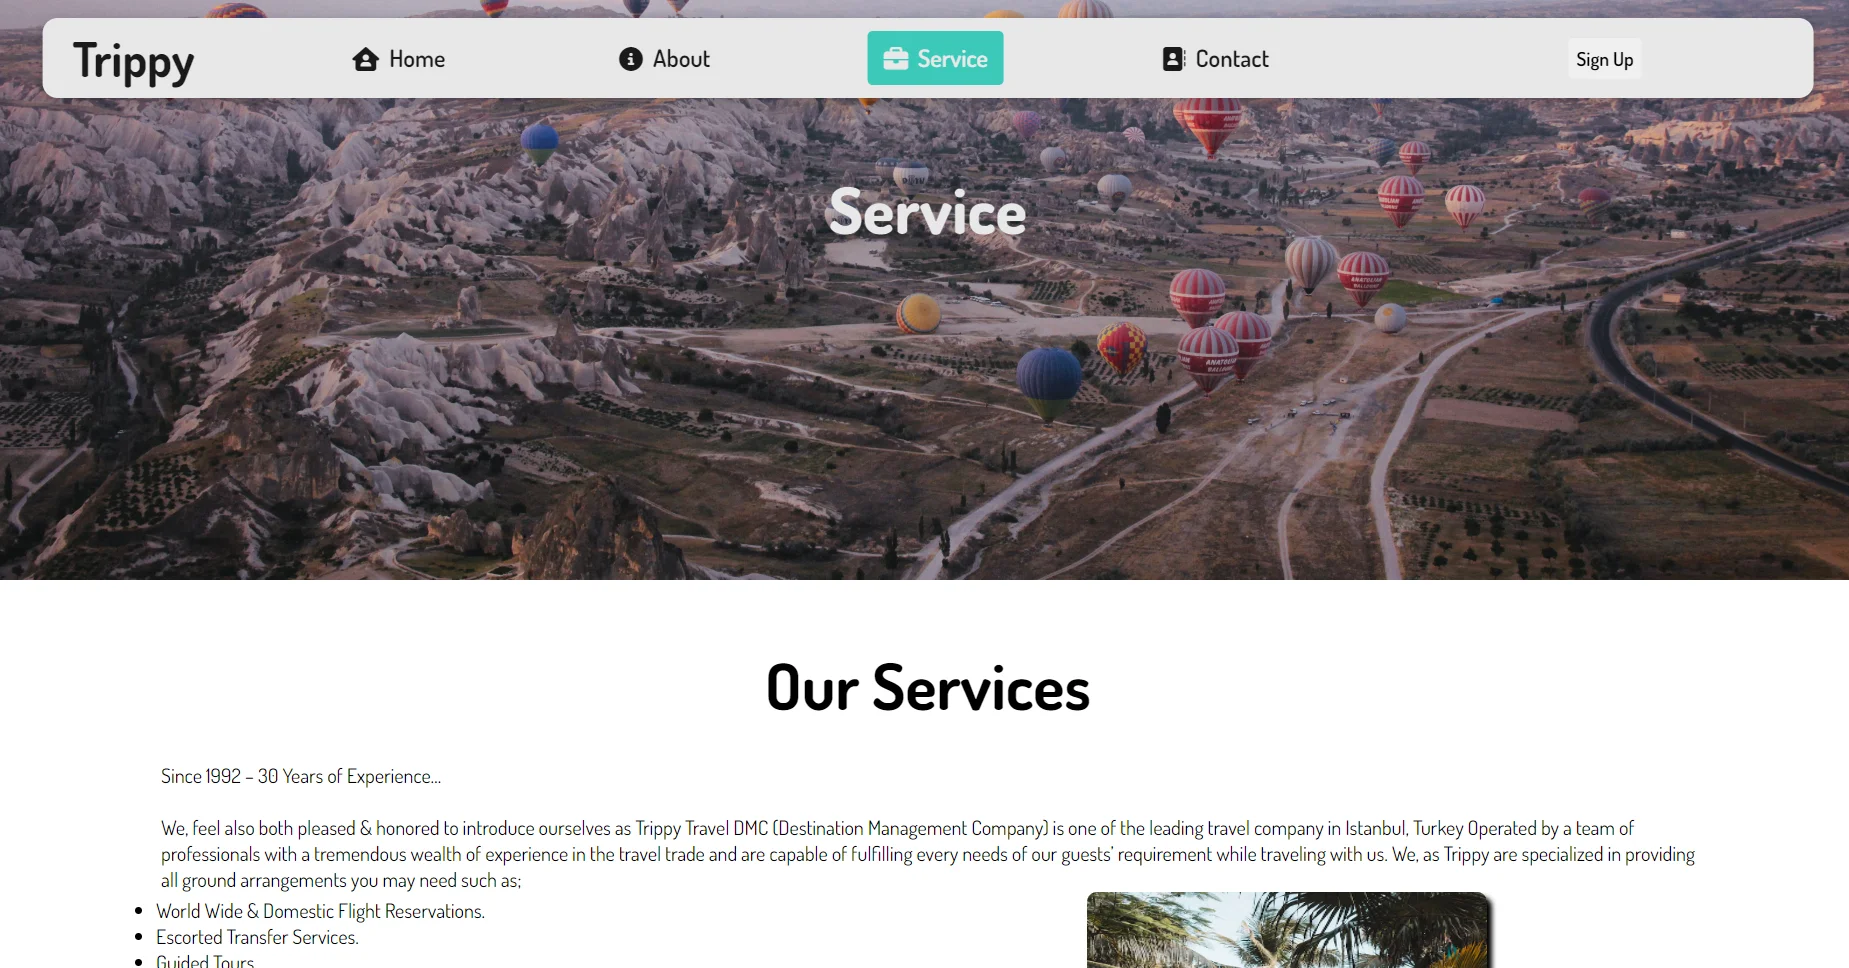 Trippy
Home
About
Service
Contact
Sign Up
Service
ANATOLIAN
BALLOONS
Our Services
Since 1992 – 30 Years of Experience...
We, feel also both pleased & honored to introduce ourselves as Trippy Travel DMC (Destination Management Company) is one of the leading travel company in Istanbul, Turkey Operated by a team of
professionals with a tremendous wealth of experience in the travel trade and are capable of fulfilling every needs of our guests’ requirement while traveling with us. We, as Trippy are specialized in providing
all ground arrangements you may need such as;
World Wide & Domestic Flight Reservations.
Escorted Transfer Services.
Guided Tours